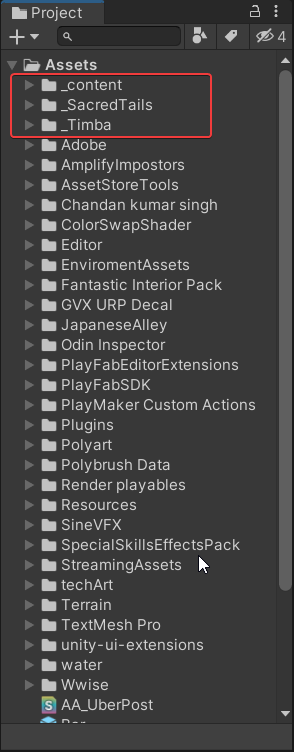 Project
4
Assets
_content
_SacredTails
_Timba
Adobe
AmplifyImpostors
AssetStoreTools
Chandan kumar singh
ColorSwapShader
Editor
EnviromentAssets
Fantastic Interior Pack
GVX URP Decal
JapaneseAlley
Odin Inspector
PlayFabEditorExtensions
PlayFabSDK
PlayMaker Custom Actions
Plugins
Polyart
Polybrush Data
Render playables
Resources
SineVFX
SpecialSkillsEffectsPack
StreamingAssets
techArt
Terrain
TextMesh Pro
unity-ui-extensions
water
Wwise
AA_UberPost